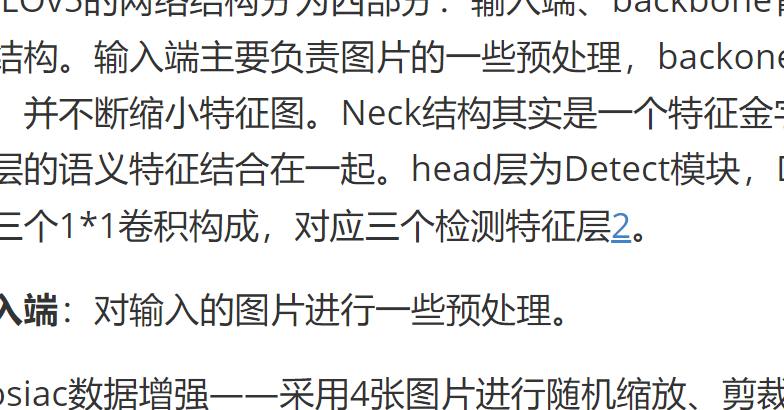 LOv5的网络结构分为四部分：输入端、backbone
结构。输入端主要负责图片的一些预处理，backone
并不断缩小特征图。Neck结构其实是一个特征金字
层的语义特征结合在一起。head层为Detect模块，D
三个1*1卷积构成，对应三个检测特征层2。
入端：对输入的图片进行一些预处理。
osiac数据增强——采用4张图片进行随机缩放、剪裁